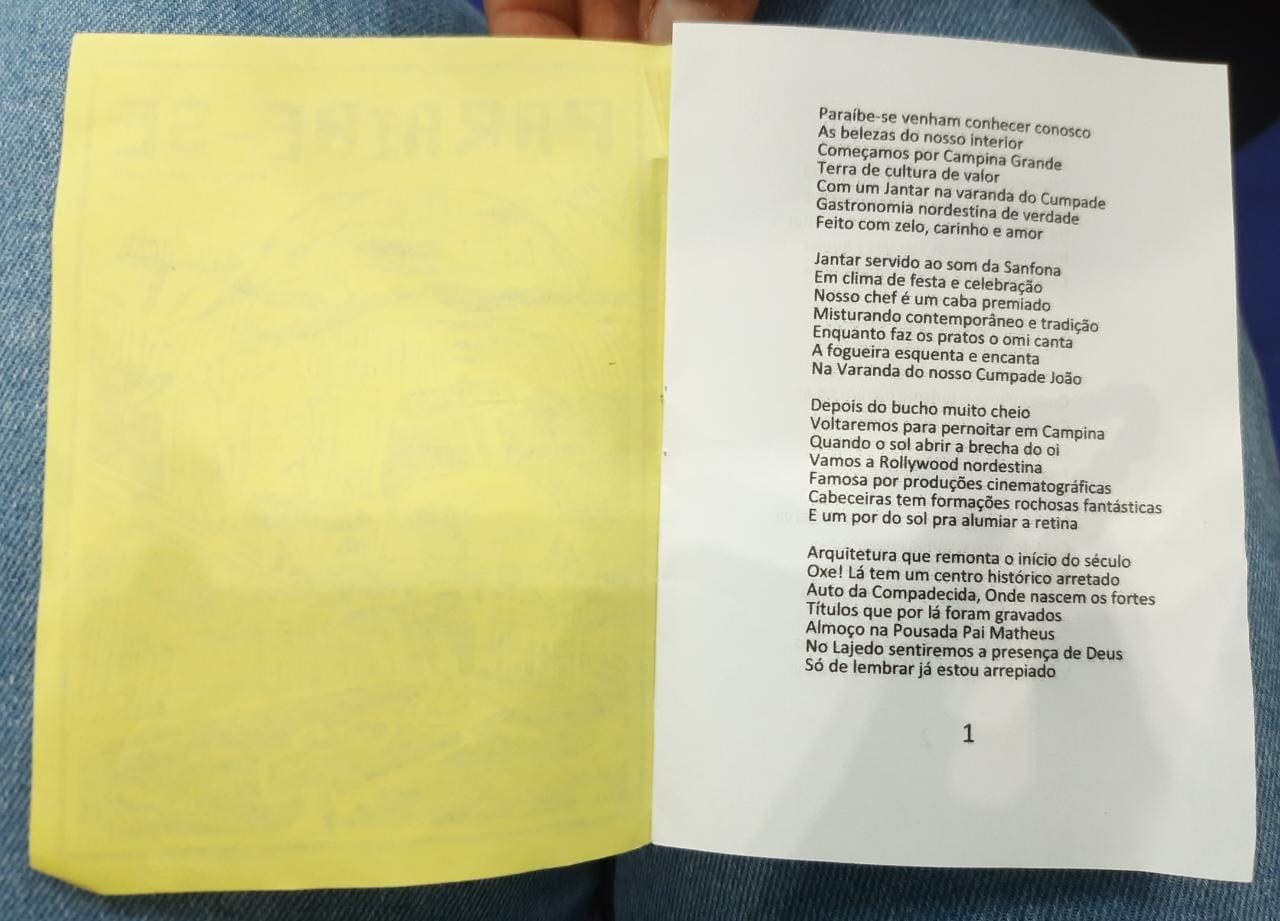 PARAIBE SE
Paraíbe-se venham conhecer conosco
As belezas do nosso interior
Começamos por Campina Grande
Terra de cultura de valor
Com um Jantar na varanda do Cumpade
Gastronomia nordestina de verdade
Feito com zelo, carinho e amor
Jantar servido ao som da Sanfona
Em clima de festa e celebração
Nosso chef é um caba premiado
Misturando contemporâneo e tradição
Enquanto faz os pratos o omi canta
A fogueira esquenta e encanta
Na Varanda do nosso Cumpade João
Depois do bucho muito cheio
Voltaremos para pernoitar em Campina
Quando o sol abrir a brecha do oi
Vamos a Rollywood nordestina
Famosa por produções cinematográficas
Cabeceiras tem formações rochosas fantásticas
E um por do sol pra alumiar a retina
Arquitetura que remonta o início do século
Oxe! Lá tem um centro histórico arretado
Auto da Compadecida, Onde nascem os fortes
Títulos que por lá foram gravados
Almoço na Pousada Pai Matheus
No Lajedo sentiremos a presença de Deus
Só de lembrar já estou arrepiado
1
2